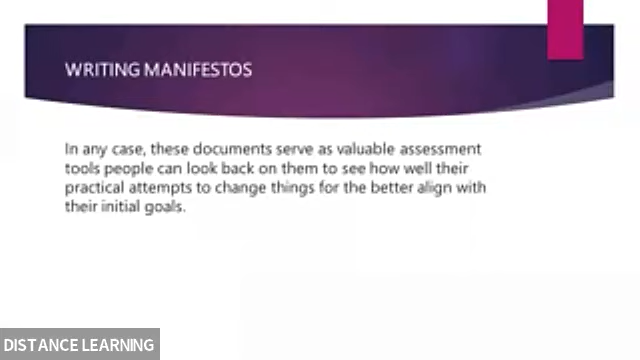 WRITING MANIFESTOS
In any case, these documents serve as valuable assessment
tools people can look back on them to see how well their
practical attempts to change things for the better align with
their initial goals.
DISTANCE LEARNING